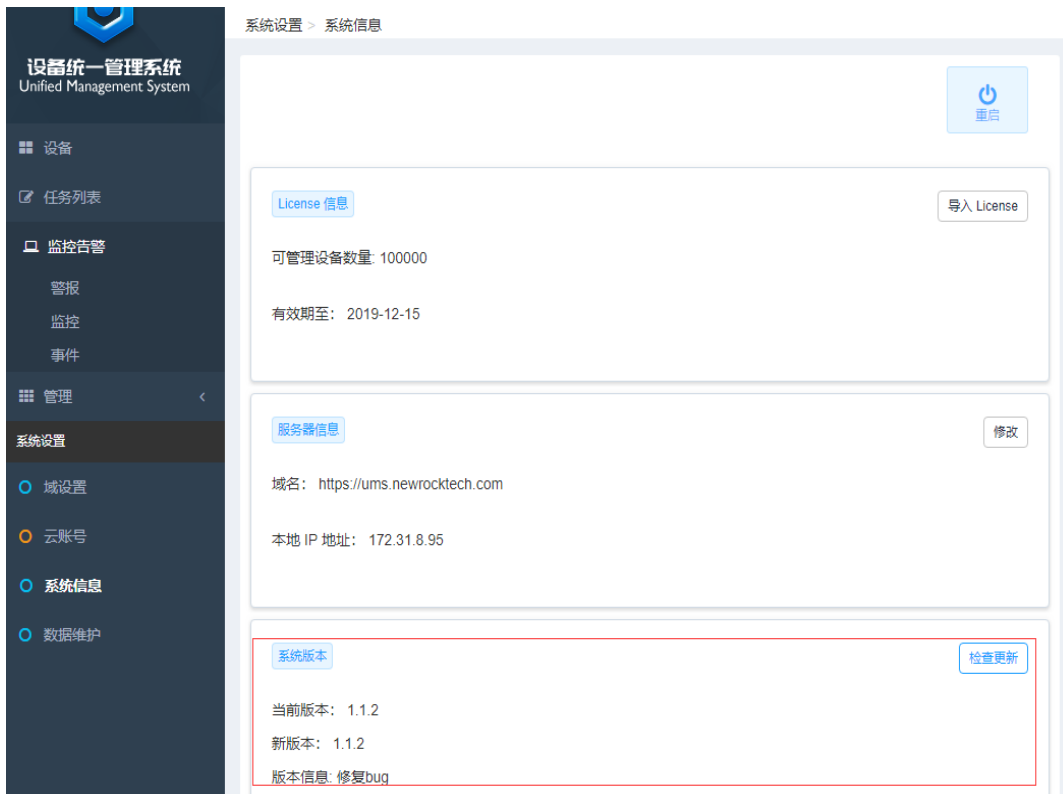 系统设置 > 系统信息
设备统一管理系统
Unified Management System
设备
任务列表
监控告警
警报
监控
事件
管理
系统设置
域设置
云账号
系统信息
数据维护
重启
License 信息
导入 License
可管理设备数量: 100000
有效期至： 2019-12-15
服务器信息
修改
域名： https://ums.newrocktech.com
本地 IP 地址： 172.31.8.95
系统版本
检查更新
当前版本： 1.1.2
新版本： 1.1.2
版本信息: 修复bug